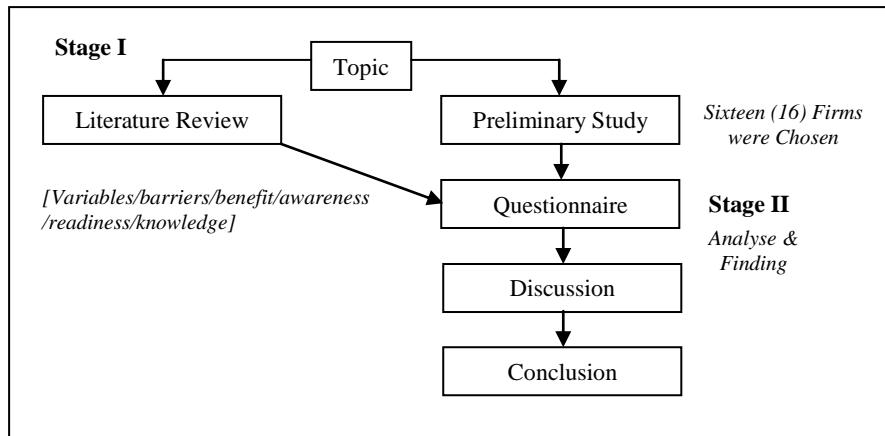 Stage I
Topic
Literature Review
Preliminary Study
Sixteen (16) Firms
were Chosen
[Variables/barriers/benefit/awareness
/readiness/knowledge]
Questionnaire
Stage II
Analyse &
Finding
Discussion
Conclusion